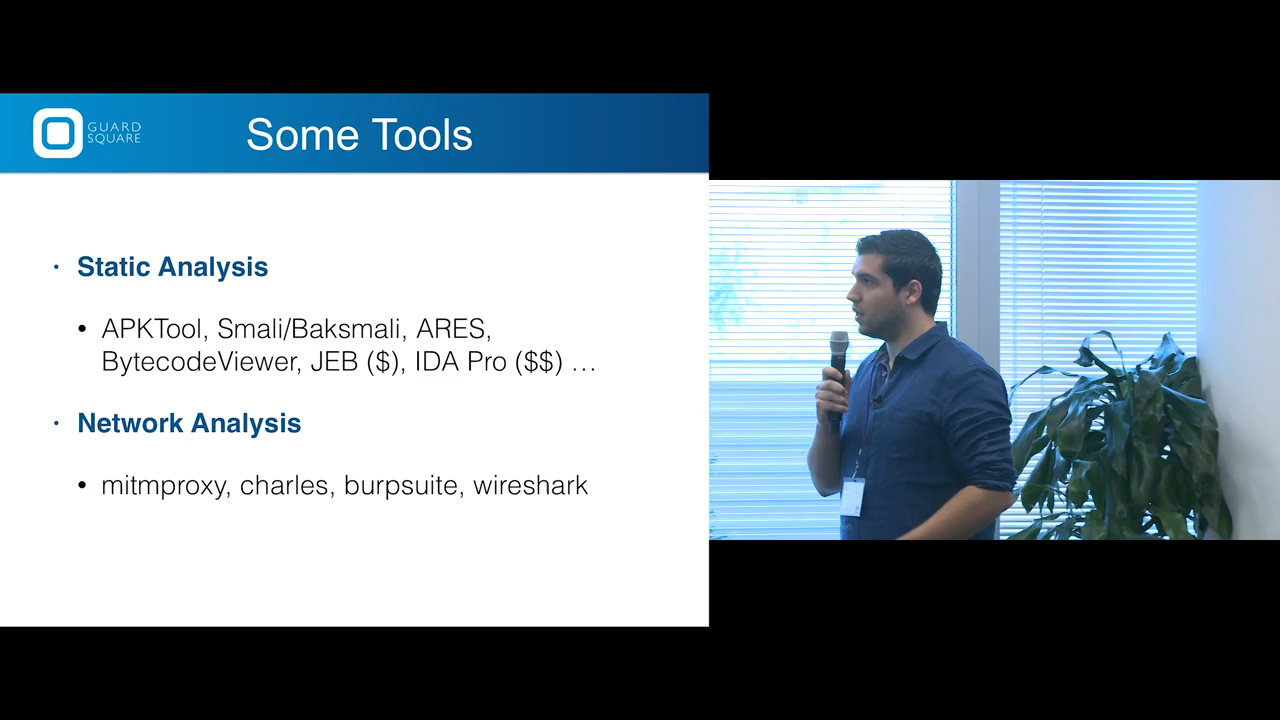 GUARD
SQUARE
Some Tools
• Static Analysis
• APKTool, Smali/Baksmali, ARES,
BytecodeViewer, JEB ($), IDA Pro ($$) …
• Network Analysis
• mitmproxy, charles, burpsuite, wireshark